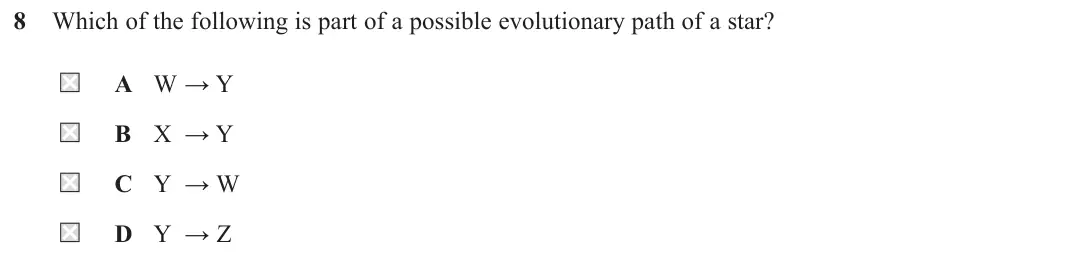 8 Which of the following is part of a possible evolutionary path of a star?
A W → Y
B X → Y
C Y → W
D Y → Z